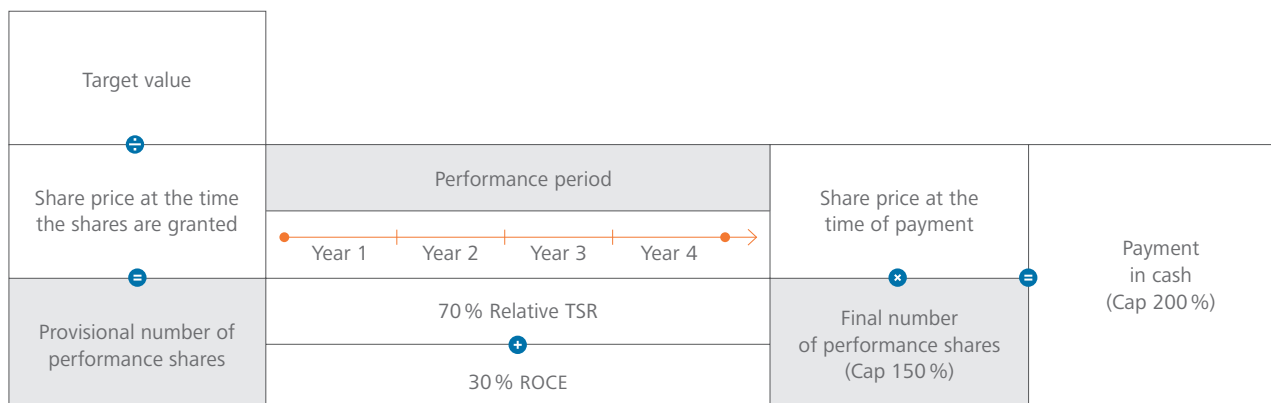 Target value
÷
Share price at the time
the shares are granted
=
Provisional number of
performance shares
Performance period
Year 1 Year 2 Year 3 Year 4
70 % Relative TSR
+
30 % ROCE
Share price at the
time of payment
×
Final number
of performance shares
(Cap 150 %)
=
Payment
in cash
(Cap 200 %)